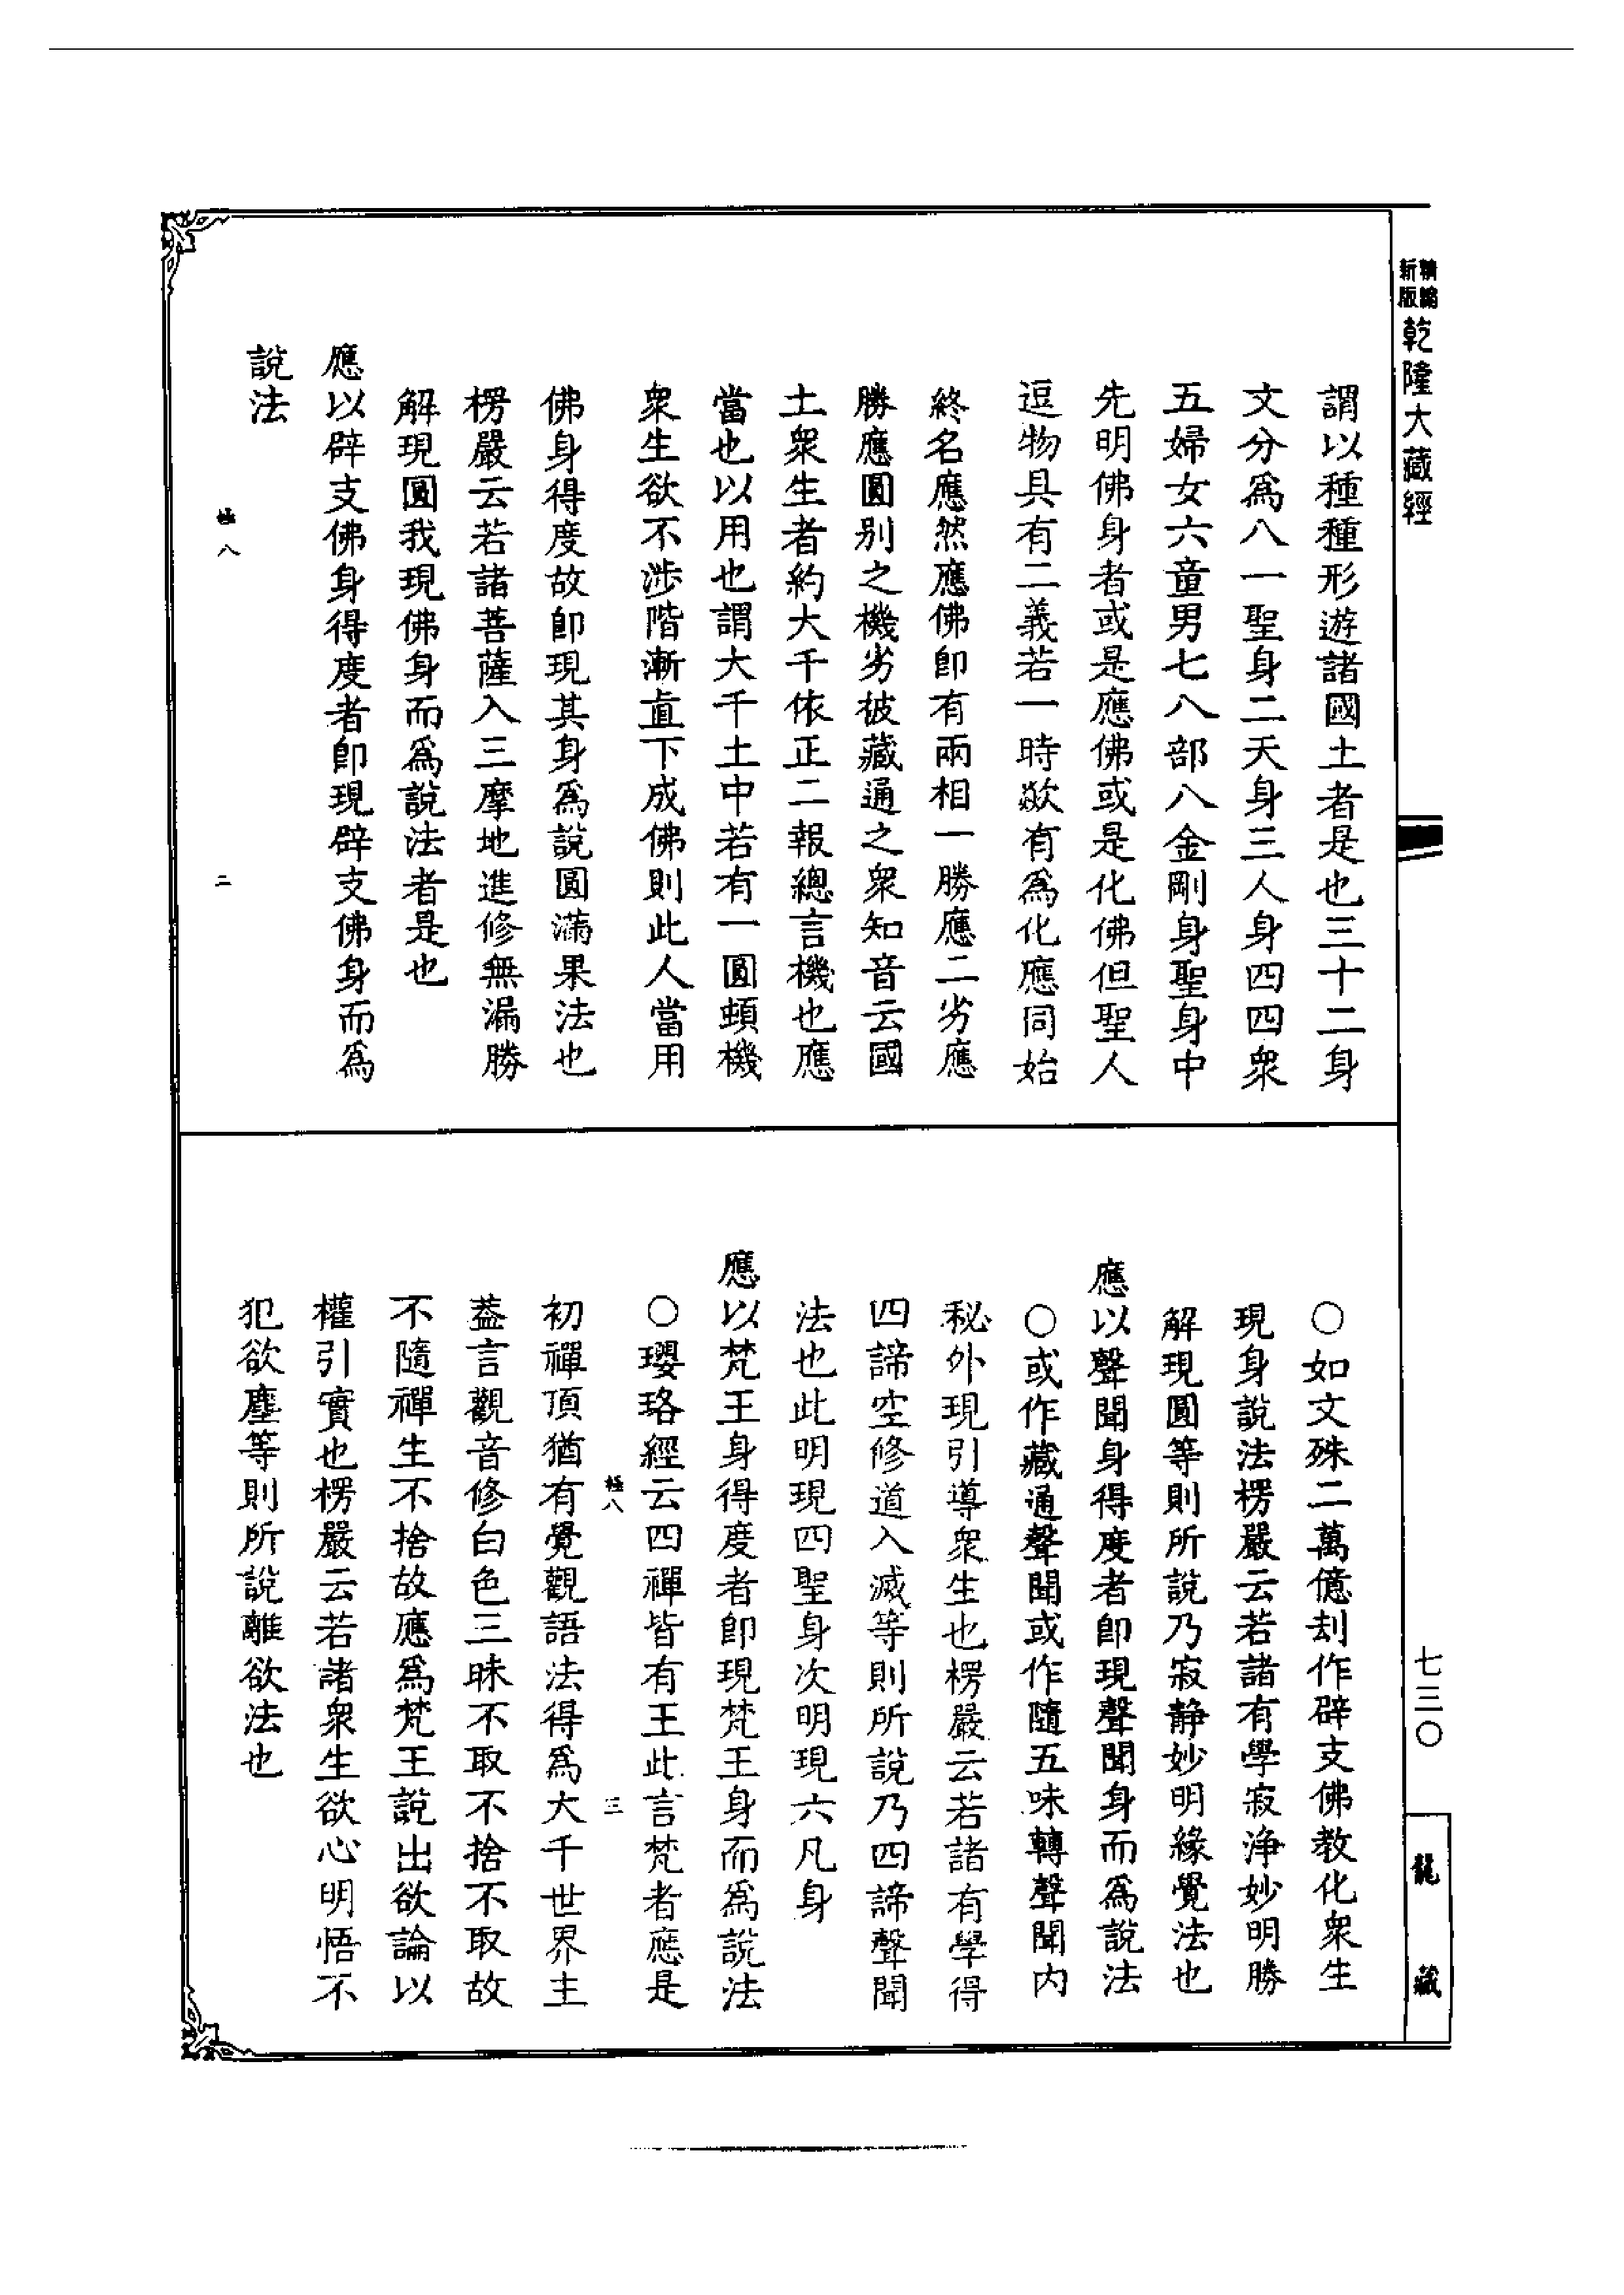 精縮新版乾隆大藏經
謂以種種形遊諸國土者是也三十二身
文分爲八一聖身二天身三人身四四衆
五婦女六童男七八部八金剛身聖身中
先明佛身者或是應佛或是化佛但聖人
逗物具有二義若一時歘有爲化應同始
終名應然應佛卽有兩相一勝應二劣應
勝應圓別之機劣被藏通之衆知音云國
土衆生者約大千依正二報總言機也應
當也以用也謂大千土中若有一圓頓機
衆生欲不涉階漸直下成佛則此人當用
佛身得度故卽現其身爲說圓滿果法也
楞嚴云若諸菩薩入三摩地進修無漏勝
解現圓我現佛身而爲說法者是也
應以辟支佛身得度者卽現辟支佛身而爲
說法
極八 二
七三〇
龍藏
〇如文殊二萬億刦作辟支佛教化衆生
現身說法楞嚴云若諸有學寂淨妙明勝
解現圓等則所說乃寂靜妙明緣覺法也
應以聲聞身得度者卽現聲聞身而爲說法
〇或作藏通聲聞或作隨五味轉聲聞內
秘外現引導衆生也楞嚴云若諸有學得
四諦空修道入滅等則所說乃四諦聲聞
法也此明現四聖身次明現六凡身
應以梵王身得度者卽現梵王身而爲說法
〇瓔珞經云四禪皆有王此言梵者應是
極八 三
初禪頂猶有覺觀語法得爲大千世界主
葢言觀音修白色三昧不取不捨不取故
不隨禪生不捨故應爲梵王說出欲論以
權引實也楞嚴云若諸衆生欲心明悟不
犯欲塵等則所說離欲法也